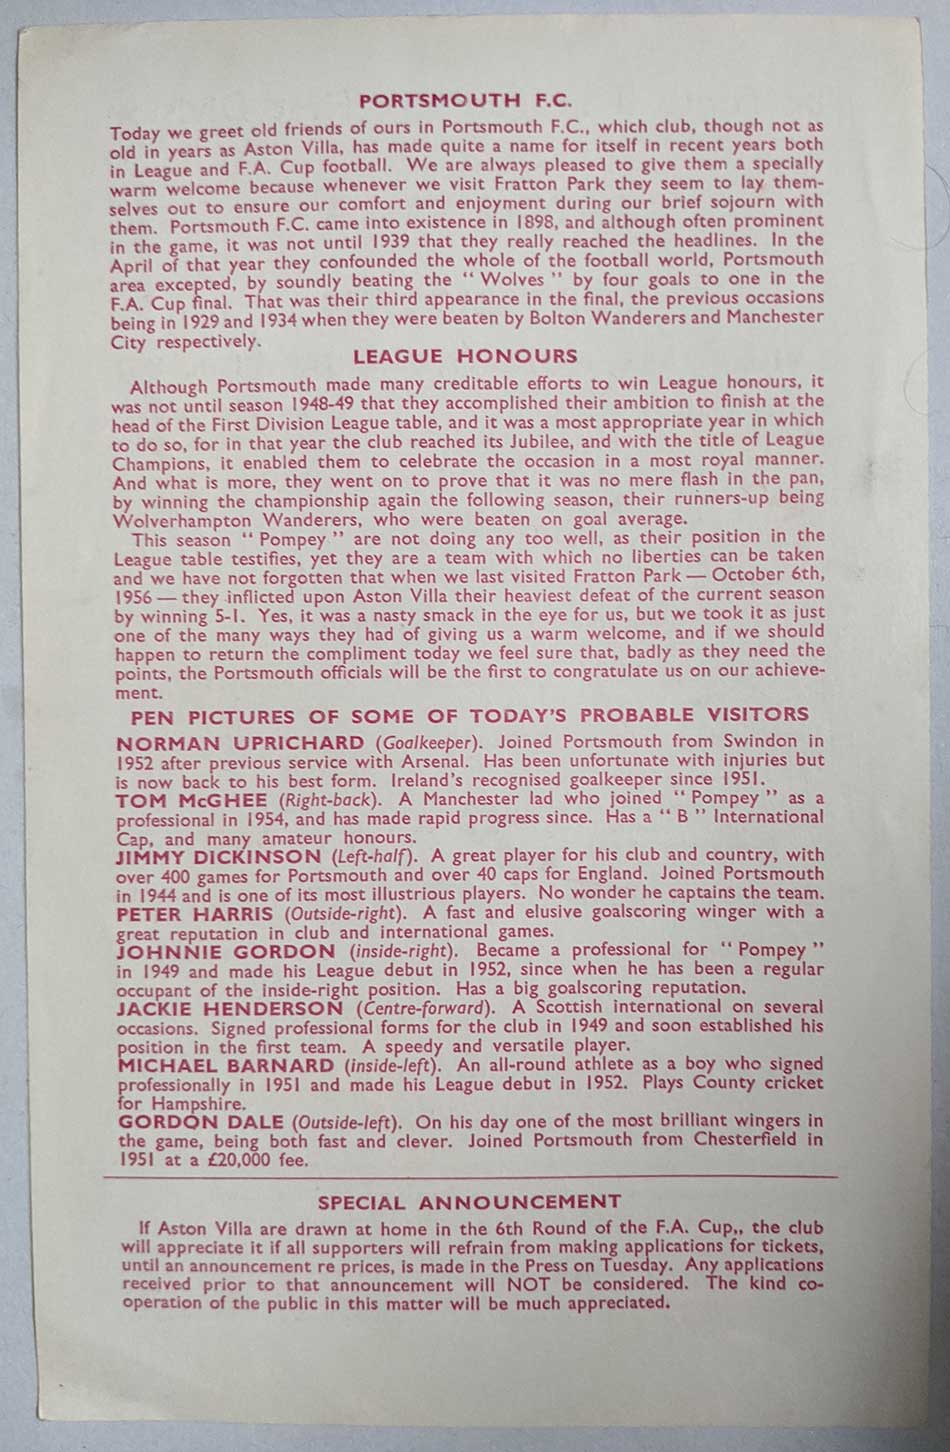 PORTSMOUTH F.C.
Today we greet old friends of ours in Portsmouth F.C., which club, though not as
old in years as Aston Villa, has made quite a name for itself in recent years both
in League and F.A. Cup football. We are always pleased to give them a specially
warm welcome because whenever we visit Fratton Park they seem to lay them-
selves out to ensure our comfort and enjoyment during our brief sojourn with
them. Portsmouth F.C. came into existence in 1898, and although often prominent
in the game, it was not until 1939 that they really reached the headlines. In the
April of that year they confounded the whole of the football world, Portsmouth
area excepted, by soundly beating the “ Wolves ” by four goals to one in the
F.A. Cup final. That was their third appearance in the final, the previous occasions
being in 1929 and 1934 when they were beaten by Bolton Wanderers and Manchester
City respectively.
LEAGUE HONOURS
Although Portsmouth made many creditable efforts to win League honours, it
was not until season 1948-49 that they accomplished their ambition to finish at the
head of the First Division League table, and it was a most appropriate year in which
to do so, for in that year the club reached its Jubilee, and with the title of League
Champions, it enabled them to celebrate the occasion in a most royal manner.
And what is more, they went on to prove that it was no mere flash in the pan,
by winning the championship again the following season, their runners-up being
Wolverhampton Wanderers, who were beaten on goal average.
This season “ Pompey ” are not doing any too well, as their position in the
League table testifies, yet they are a team with which no liberties can be taken
and we have not forgotten that when we last visited Fratton Park — October 6th,
1956 — they inflicted upon Aston Villa their heaviest defeat of the current season
by winning 5-1. Yes, it was a nasty smack in the eye for us, but we took it as just
one of the many ways they had of giving us a warm welcome, and if we should
happen to return the compliment today we feel sure that, badly as they need the
points, the Portsmouth officials will be the first to congratulate us on our achieve-
ment.
PEN PICTURES OF SOME OF TODAY'S PROBABLE VISITORS
NORMAN UPRICHARD (Goalkeeper). Joined Portsmouth from Swindon in
1952 after previous service with Arsenal. Has been unfortunate with injuries but
is now back to his best form. Ireland's recognised goalkeeper since 1951.
TOM McGHEE (Right-back). A Manchester lad who joined “ Pompey ” as a
professional in 1954, and has made rapid progress since. Has a “ B ” International
Cap, and many amateur honours.
JIMMY DICKINSON (Left-half). A great player for his club and country, with
over 400 games for Portsmouth and over 40 caps for England. Joined Portsmouth
in 1944 and is one of its most illustrious players. No wonder he captains the team.
PETER HARRIS (Outside-right). A fast and elusive goalscoring winger with a
great reputation in club and international games.
JOHNNIE GORDON (inside-right). Became a professional for “ Pompey ”
in 1949 and made his League debut in 1952, since when he has been a regular
occupant of the inside-right position. Has a big goalscoring reputation.
JACKIE HENDERSON (Centre-forward). A Scottish international on several
occasions. Signed professional forms for the club in 1949 and soon established his
position in the first team. A speedy and versatile player.
MICHAEL BARNARD (inside-left). An all-round athlete as a boy who signed
professionally in 1951 and made his League debut in 1952. Plays County cricket
for Hampshire.
GORDON DALE (Outside-left). On his day one of the most brilliant wingers in
the game, being both fast and clever. Joined Portsmouth from Chesterfield in
1951 at a £20,000 fee.
SPECIAL ANNOUNCEMENT
If Aston Villa are drawn at home in the 6th Round of the F.A. Cup,, the club
will appreciate it if all supporters will refrain from making applications for tickets,
until an announcement re prices, is made in the Press on Tuesday. Any applications
received prior to that announcement will NOT be considered. The kind co-
operation of the public in this matter will be much appreciated.